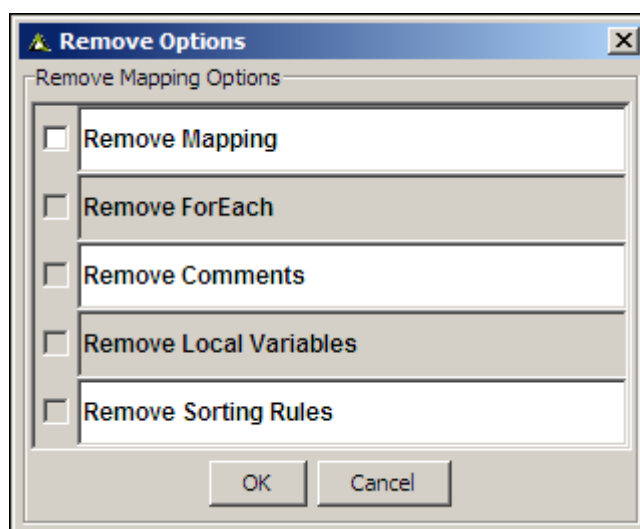 Remove Options
Remove Mapping Options
Remove Mapping
Remove ForEach
Remove Comments
Remove Local Variables
Remove Sorting Rules
OK Cancel